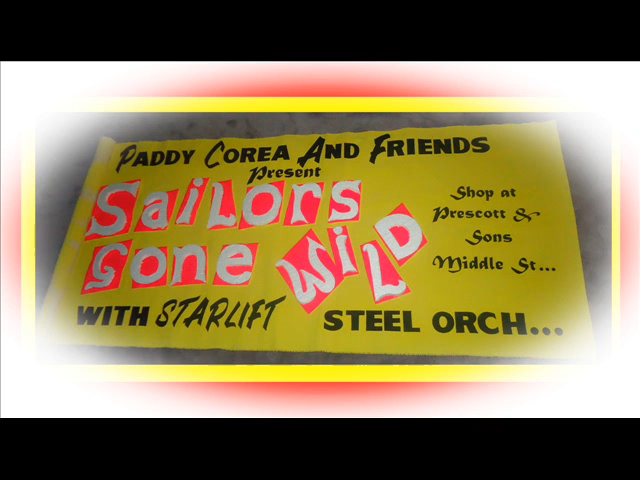 Paddy Corea And Friends
Present
Sailors
gone Wild
Shop at
Prescott &
Sons
Middle St...
WITH STARLIFT STEEL ORCH...